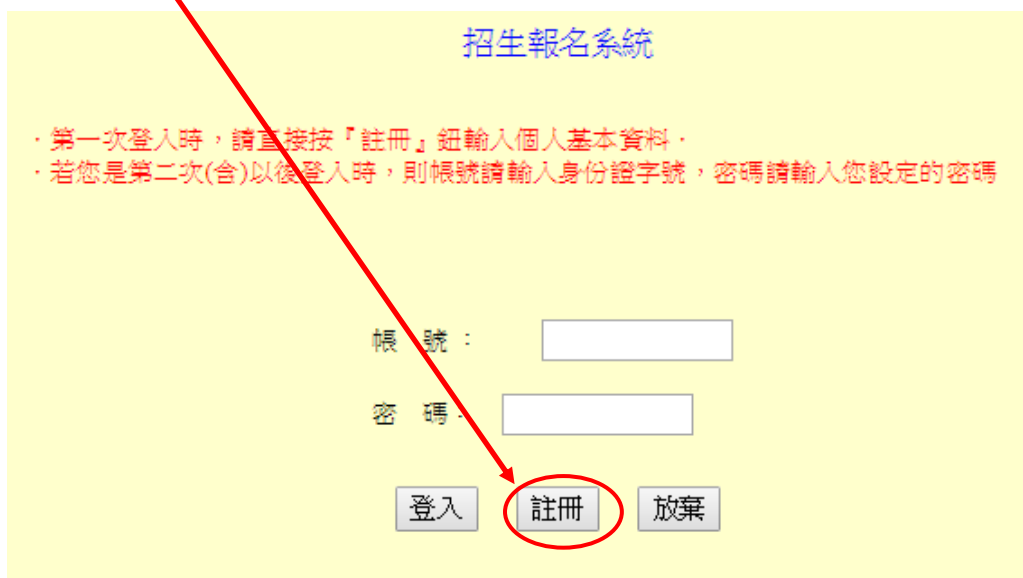 招生報名系統
．第一次登入時，請直接按『註冊』鈕輸入個人基本資料．
．若您是第二次(含)以後登入時，則帳號請輸入身份證字號，密碼請輸入您設定的密碼
帳 號：
密 碼：
登入 註冊 放棄